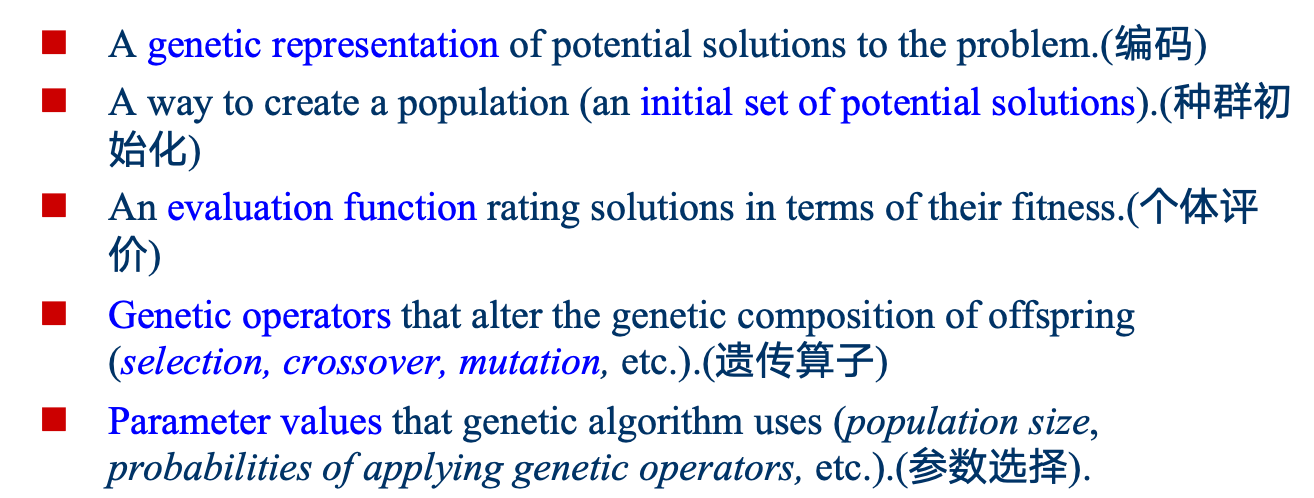 A genetic representation of potential solutions to the problem.(编码)
A way to create a population (an initial set of potential solutions).(种群初
始化)
An evaluation function rating solutions in terms of their fitness.(个体评
价)
Genetic operators that alter the genetic composition of offspring
(selection, crossover, mutation, etc.).(遗传算子)
Parameter values that genetic algorithm uses (population size,
probabilities of applying genetic operators, etc.).(参数选择).